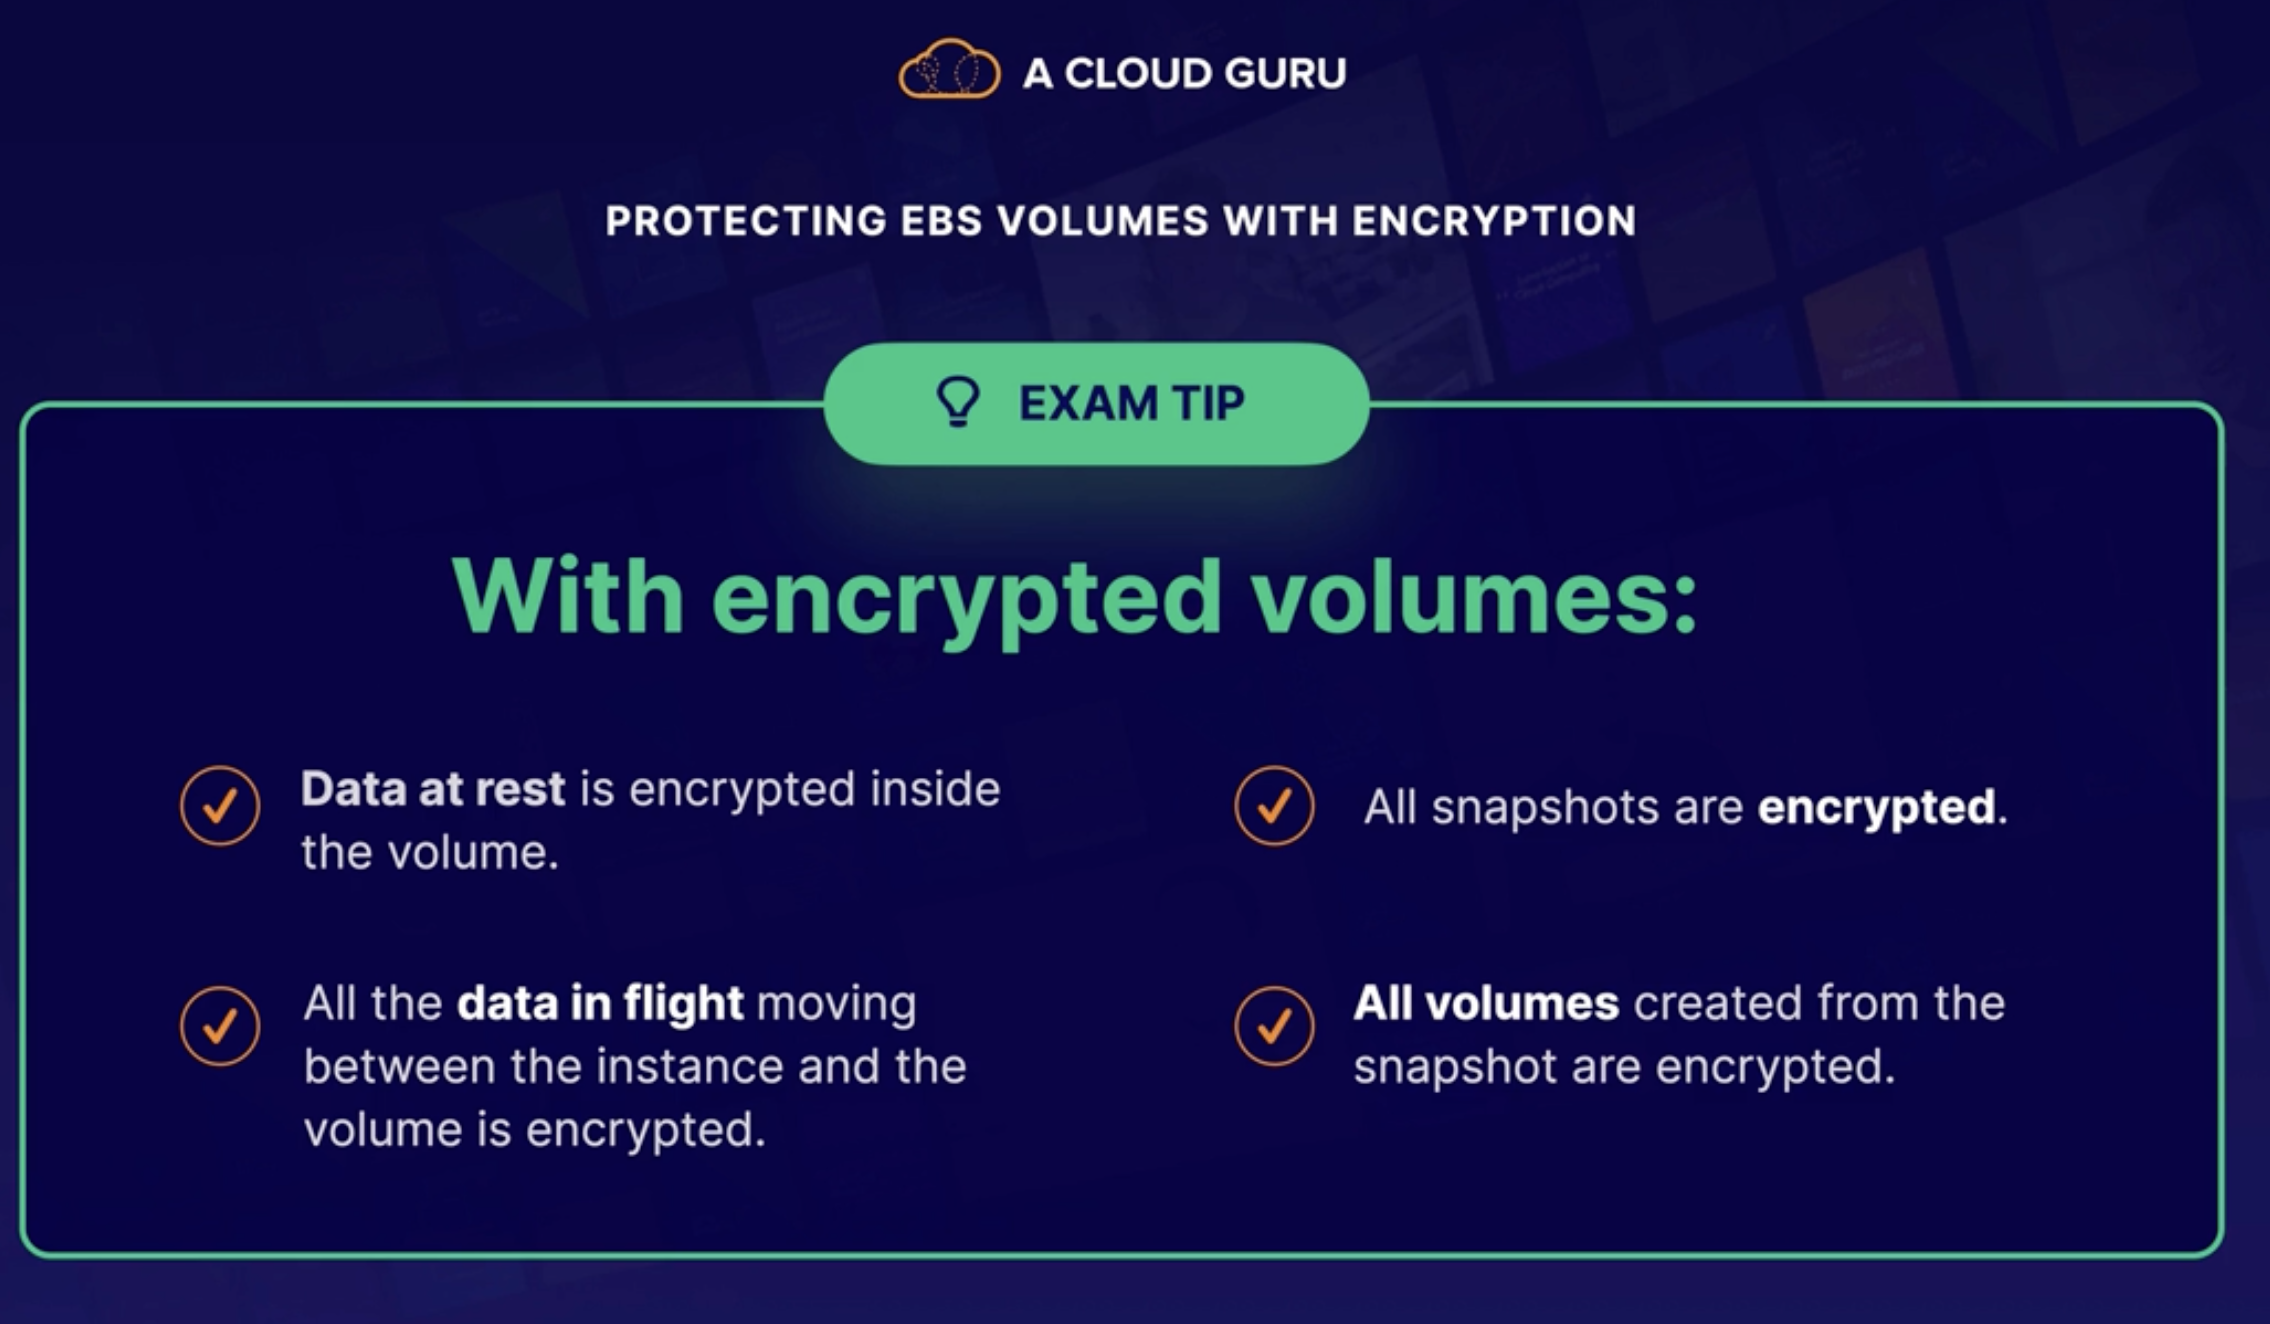 A CLOUD GURU
PROTECTING EBS VOLUMES WITH ENCRYPTION
EXAM TIP
With encrypted volumes:
Data at rest is encrypted inside
the volume.
All the data in flight moving
between the instance and the
volume is encrypted.
All snapshots are encrypted.
All volumes created from the
snapshot are encrypted.